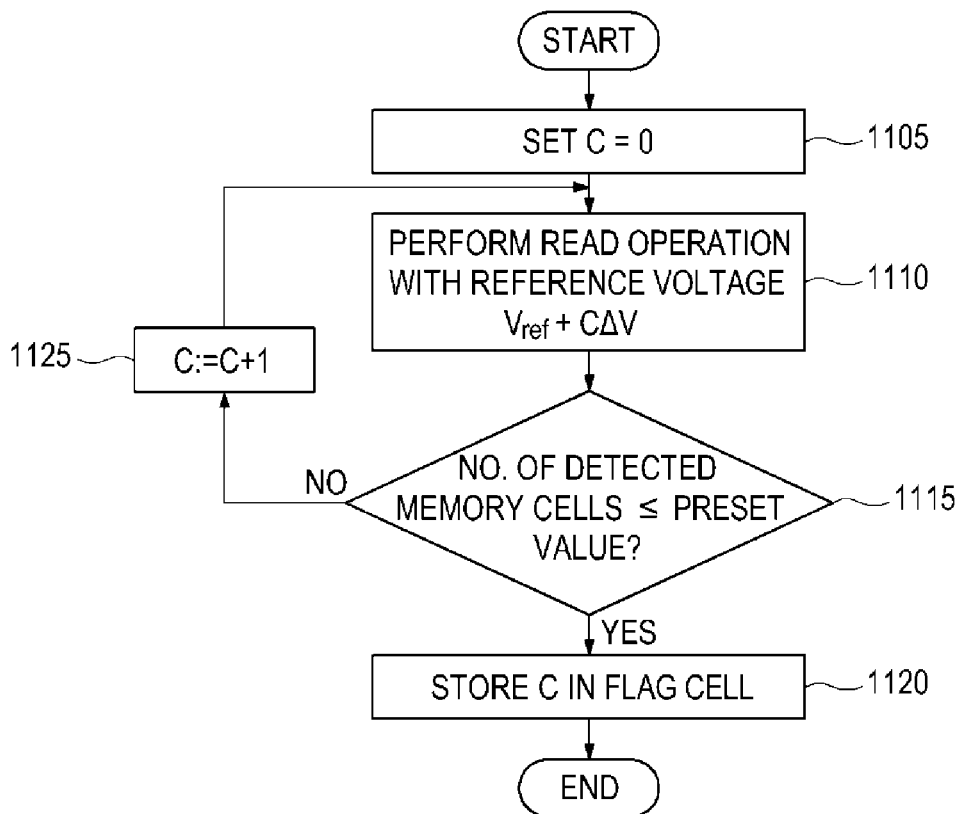 START
SET C = 0
1105
PERFORM READ OPERATION
WITH REFERENCE VOLTAGE
Vref + CΔV
1110
C:=C+1
1125
NO. OF DETECTED
MEMORY CELLS ≤ PRESET
VALUE?
1115
NO
YES
STORE C IN FLAG CELL
1120
END